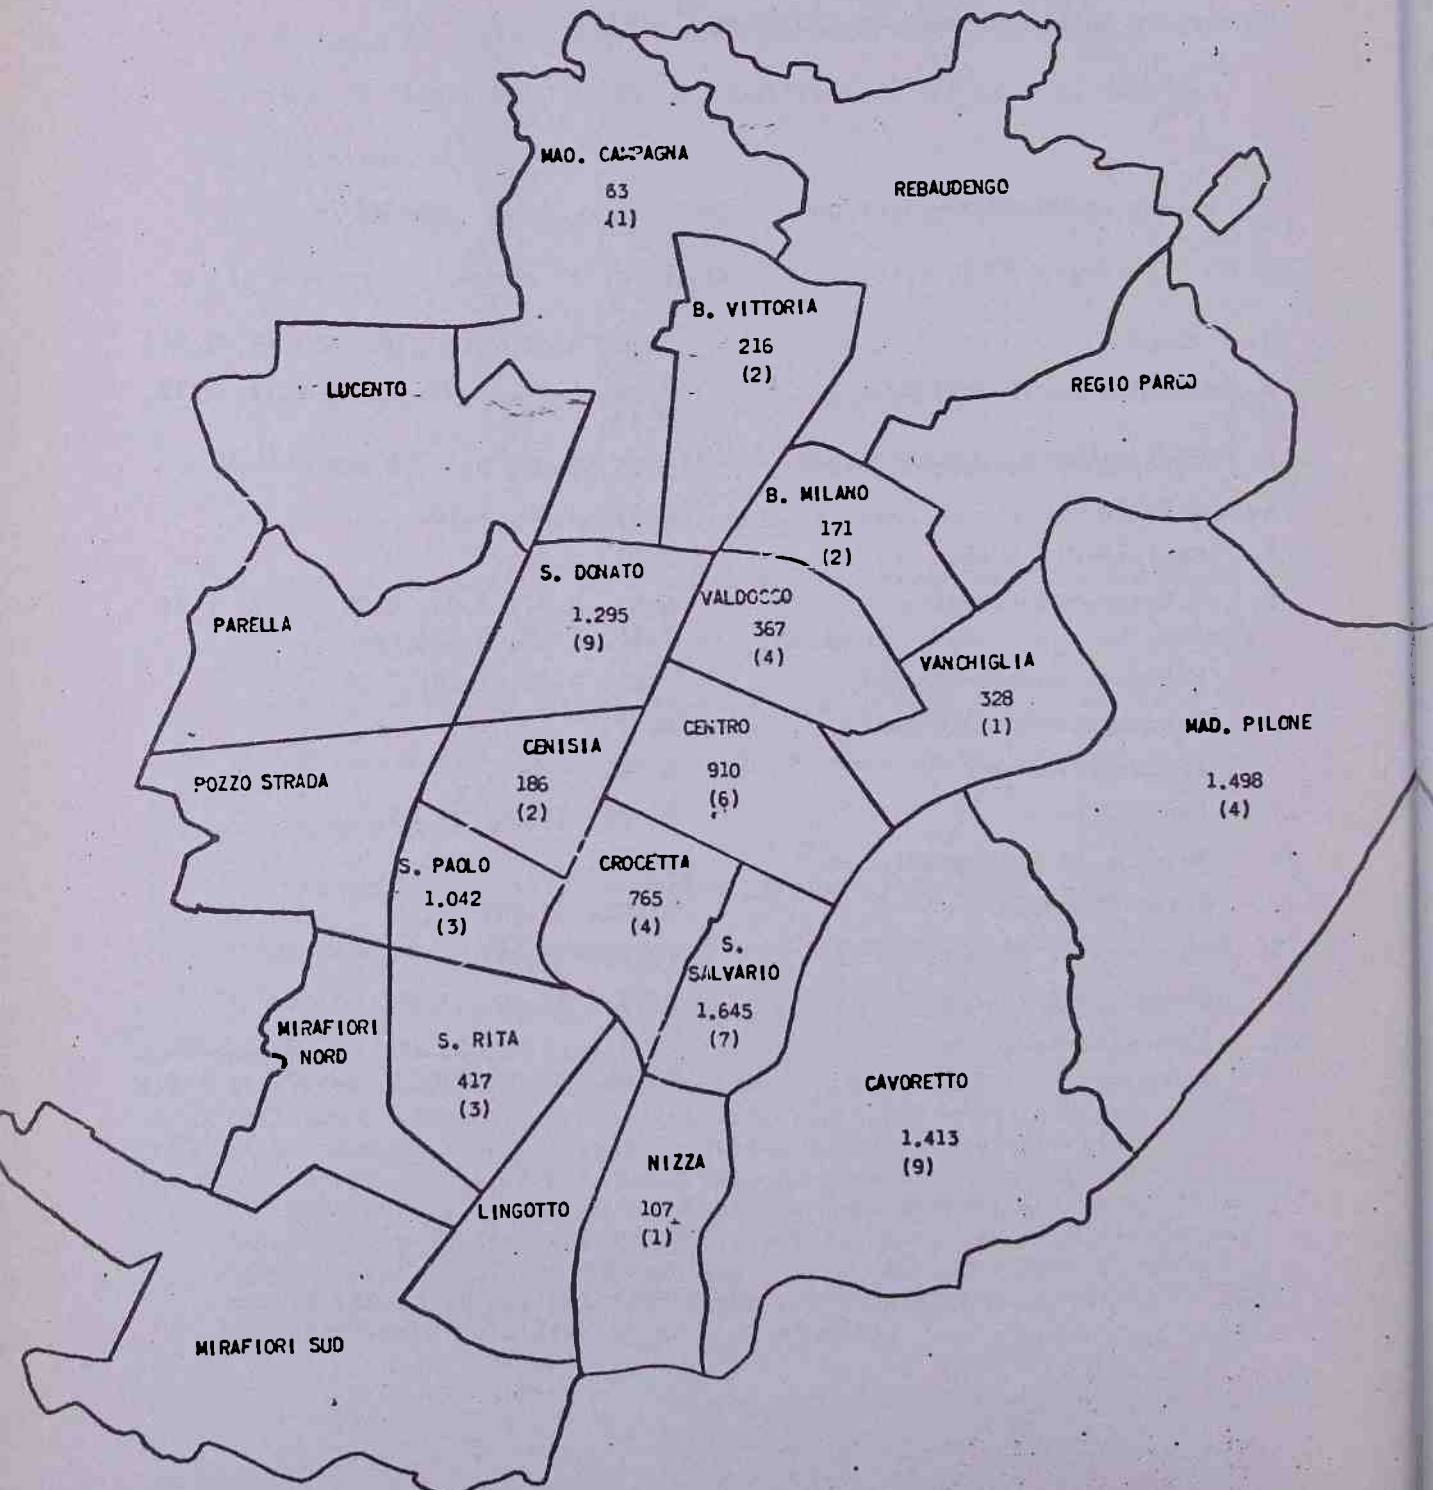 MAD. CAMPAGNA
63
(1)
REBAUDENGO
B. VITTORIA
216
(2)
LUCENTO
REGIO PARCO
B. MILANO
171
(2)
S. DONATO
1.295
(9)
VALDOCCO
367
(4)
PARELLA
VANCHIGLIA
328
(1)
MAD. PILONE
1.498
(4)
CENTRO
910
(6)
CENISIA
186
(2)
POZZO STRADA
S. PAOLO
1.042
(3)
CROCETTA
765
(4)
S.
SALVARIO
1.645
(7)
MIRAFIORI
NORD
S. RITA
417
(3)
CAVORETTO
1.413
(9)
NIZZA
107
(1)
LINGOTTO
MIRAFIORI SUD